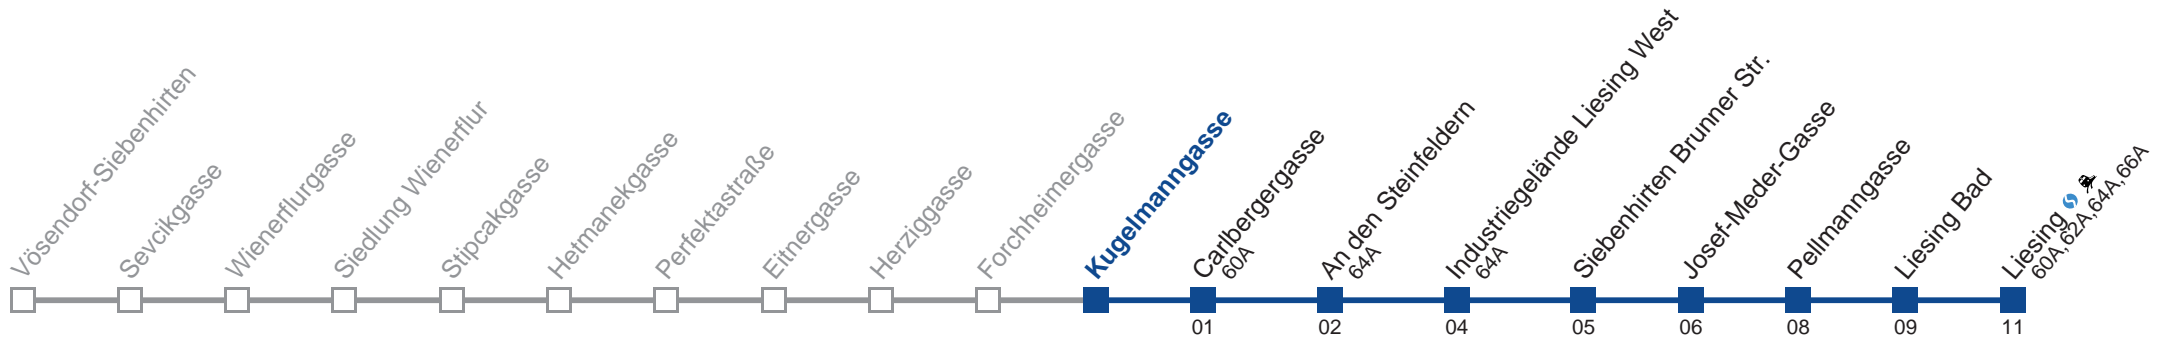 Vösendorf-Siebenhirten
Sevcikgasse
Wienerflurgasse
Siedlung Wienerflur
Stipcakgasse
Hetmanekgasse
Perfektastraße
Eitnergasse
Herziggasse
Forchheimergasse
Kugelmanngasse
Carlbergergasse
60A
An den Steinfeldern
64A
Industriegelände Liesing West
64A
Siebenhirten Brunner Str.
Josef-Meder-Gasse
Pellmanngasse
Liesing Bad
Liesing
60A,62A,64A,66A
01
02
04
05
06
08
09
11